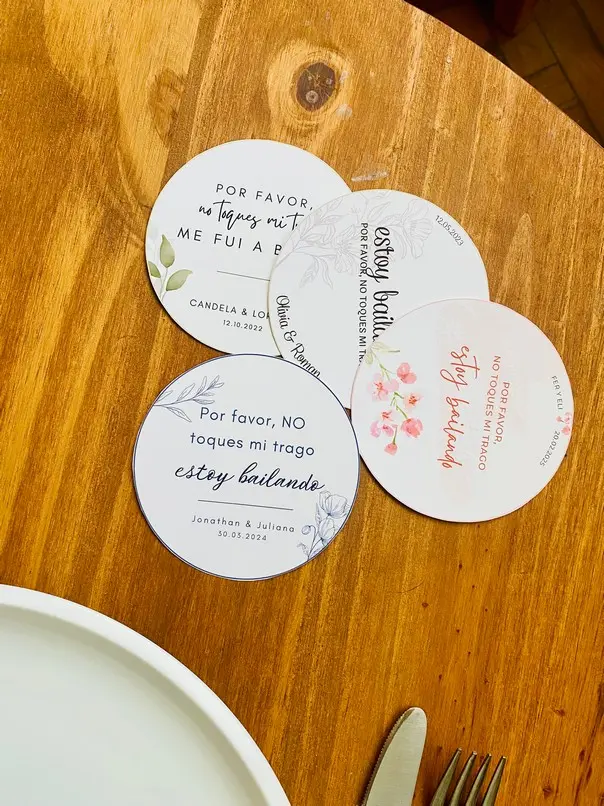 POR FAVOR,
no toques mi
ME FUI A
CANDELA &
12.10.2022
12.05.2023
estoy
POR FAVOR, NO TOQUES MI
Olivia & Roman
POR FAVOR,
NO TOQUES MI TRAGO
estoy bailando
FER Y ELI
20.02.2025
Por favor, NO
toques mi trago
estoy bailando
Jonathan & Juliana
30.03.2024